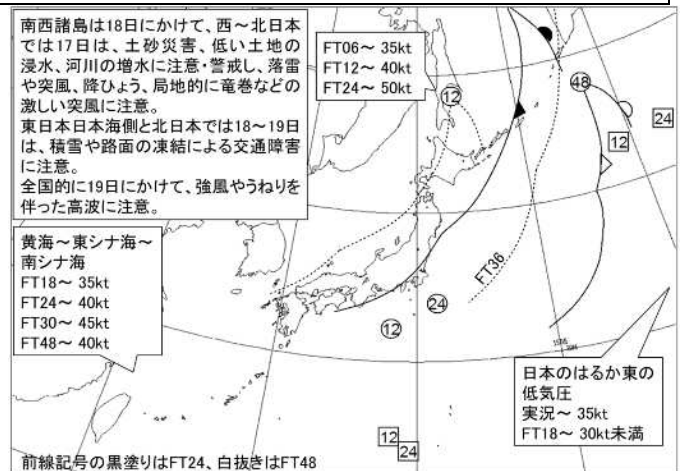 南西諸島は18日にかけて、西～北日本
では17日は、土砂災害、低い土地の
浸水、河川の増水に注意・警戒し、落雷
や突風、降ひょう、局地的に竜巻などの
激しい突風に注意。
東日本日本海側と北日本では18～19日
は、積雪や路面の凍結による交通障害
に注意。
全国的に19日にかけて、強風やうねりを
伴った高波に注意。
FT06～ 35kt
FT12～ 40kt
FT24～ 50kt
12
48
24
12
黄海～東シナ海～
南シナ海
FT18～ 35kt
FT24～ 40kt
FT30～ 45kt
FT48～ 40kt
FT36
24
12
日本のはるか東の
低気圧
実況～ 35kt
FT18～ 30kt未満
12
24
前線記号の黒塗りはFT24、白抜きはFT48